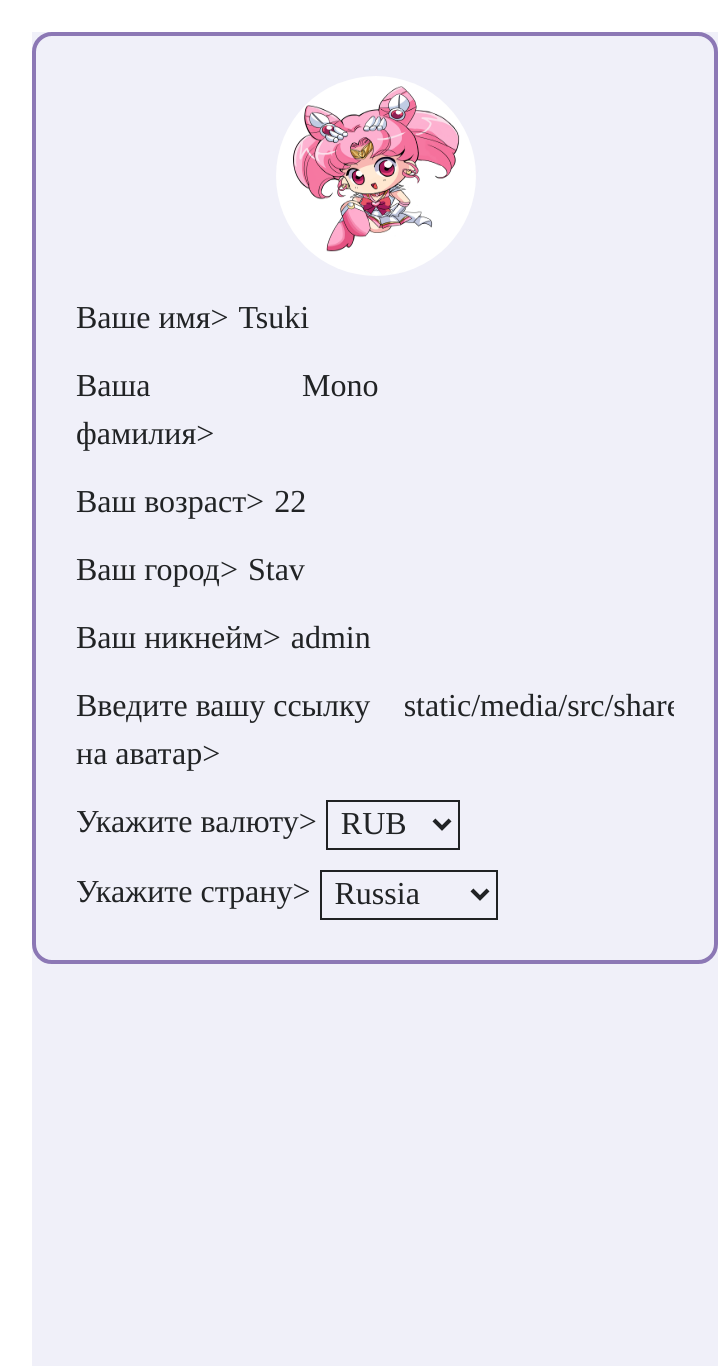 Ваше имя> Tsuki
Ваша Mono
фамилия>
Ваш возраст> 22
Ваш город> Stav
Ваш никнейм> admin
Введите вашу ссылку static/media/src/share
на аватар>
Укажите валюту> RUB
Укажите страну> Russia